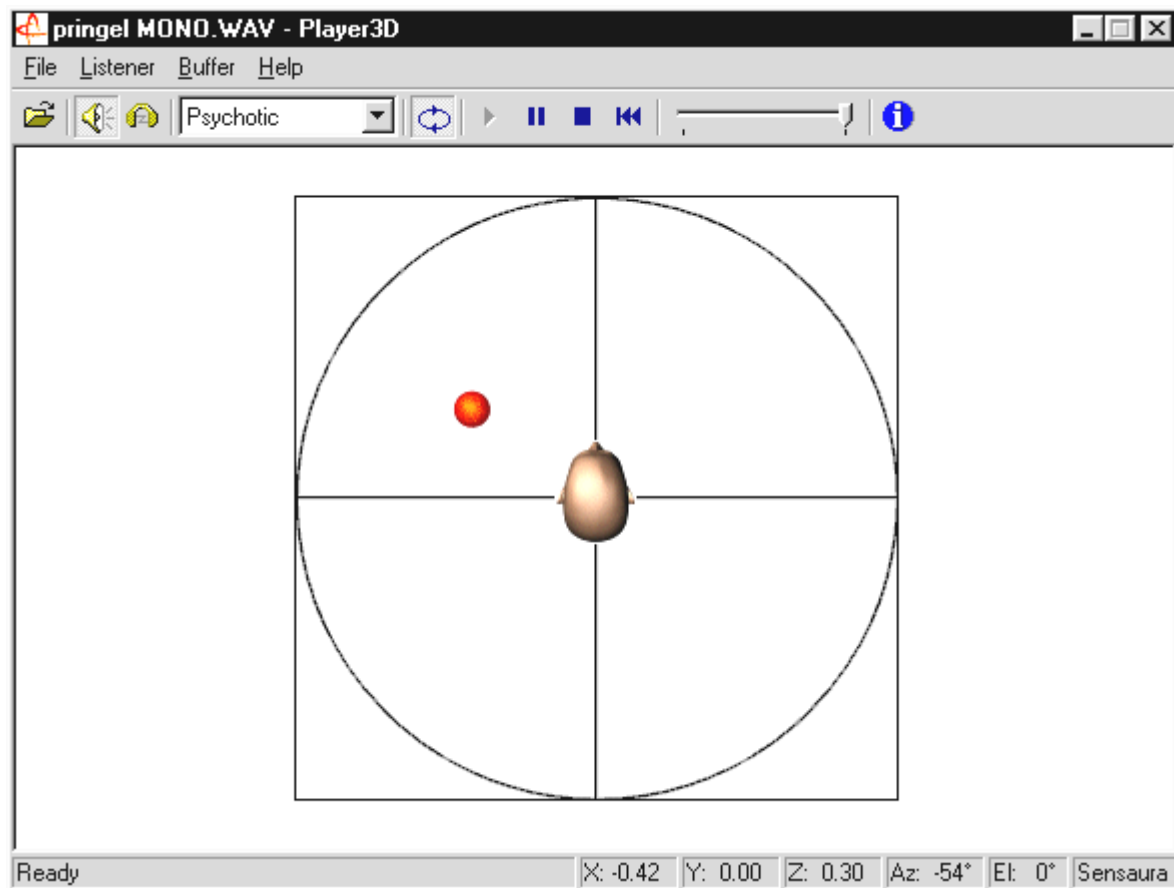 pringel MONO.WAV - Player3D
File Listener Buffer Help
Psychotic
Ready X: -0.42 Y: 0.00 Z: 0.30 Az: -54° El: 0° Sensaura